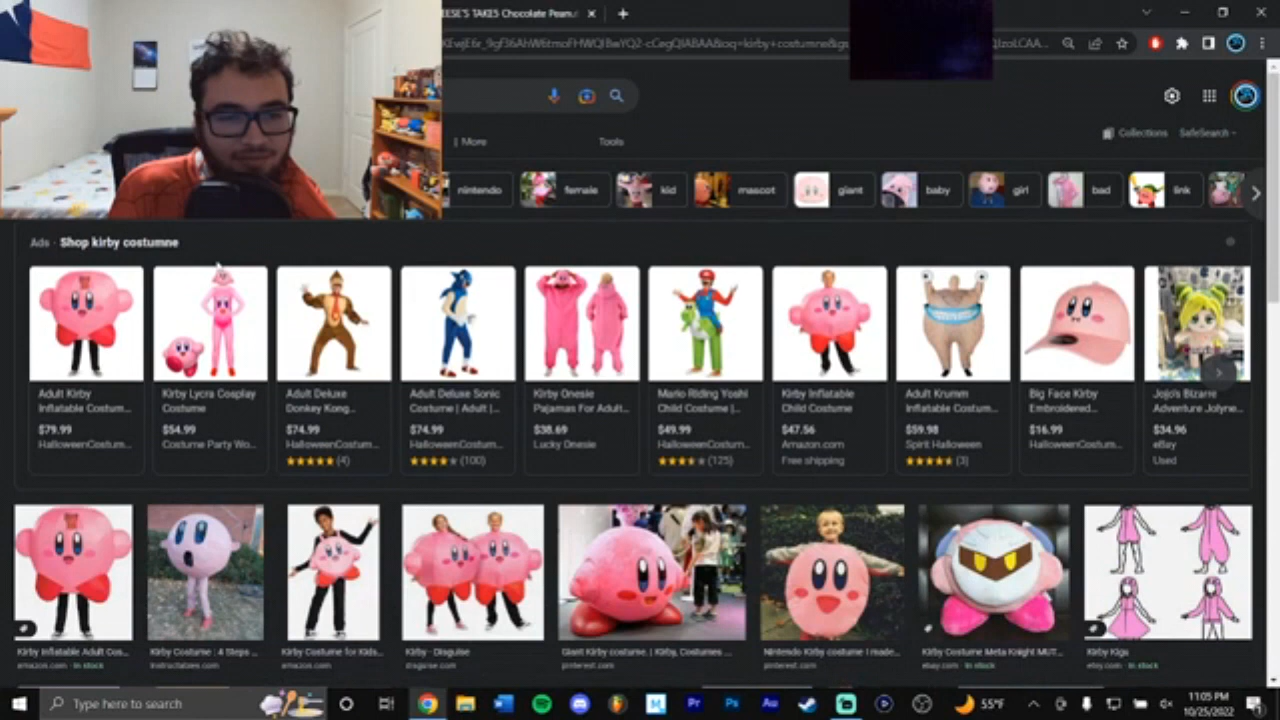 EESE'S TAKE5 Chocolate Peanut
More
Tools
Collections
SafeSearch
nintendo
female
kid
mascot
giant
baby
girl
bad
link
Ads · Shop kirby costumne
Adult Kirby
Inflatable Costum...
$79.99
HalloweenCostum...
Kirby Lycra Cosplay
Costume
$54.99
Costume Party Wo...
Adult Deluxe
Donkey Kong...
$74.99
HalloweenCostum...
(4)
Adult Deluxe Sonic
Costume | Adult |...
$74.99
HalloweenCostum...
(100)
Kirby Onesie
Pajamas For Adult...
$38.69
Lucky Onesie
Mario Riding Yoshi
Child Costume |...
$49.99
HalloweenCostum...
(125)
Kirby Inflatable
Child Costume
$47.56
Amazon.com
Free shipping
Adult Krumm
Inflatable Costum...
$59.98
Spirit Halloween
(3)
Big Face Kirby
Embroidered...
$16.99
HalloweenCostum...
Jojo's Bizarre
Adventure Jolyne...
$34.96
eBay
Used
Kirby Inflatable Adult Cos...
amazon.com · In stock
Kirby Costume : 4 Steps ...
instructables.com
Kirby Costume for Kids...
amazon.com
Kirby - Disguise
disguise.com
Giant Kirby costume. | Kirby, Costumes ...
pinterest.com
Nintendo Kirby costume I made...
pinterest.com
Kirby Costume Meta Knight MUT...
ebay.com · In stock
Kirby Kigu
etsy.com · In stock
Type here to search
55°F
11:05 PM
10/25/2022